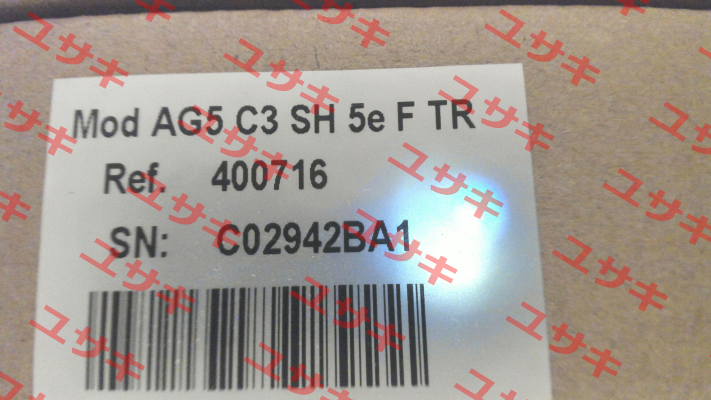 Mod AG5 C3 SH 5e F TR
Ref. 400716
SN: C02942BA1
ユサキ